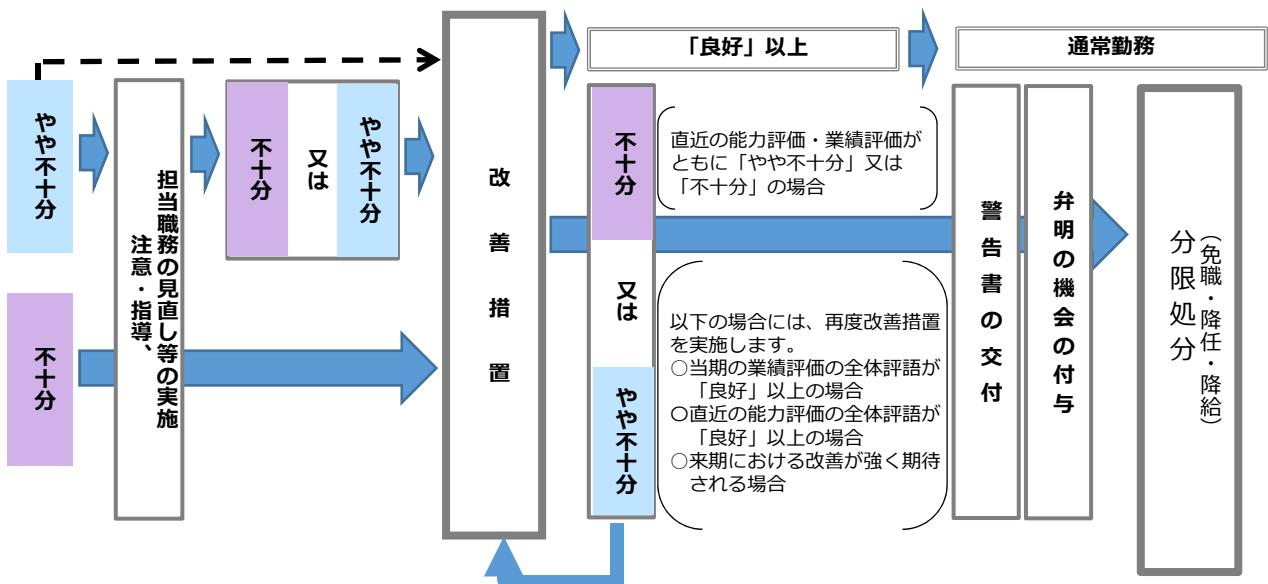 やや不十分
不十分
注意・指導、
担当職務の見直し等の実施
不十分
又は
やや不十分
改善措置
「良好」以上
通常勤務
不十分
又は
やや不十分
直近の能力評価・業績評価が
ともに「やや不十分」又は
「不十分」の場合
以下の場合には、再度改善措置
を実施します。
○当期の業績評価の全体評語が
「良好」以上の場合
○直近の能力評価の全体評語が
「良好」以上の場合
○来期における改善が強く期待
される場合
警告書の交付
弁明の機会の付与
分限処分
（免職・降任・降給）